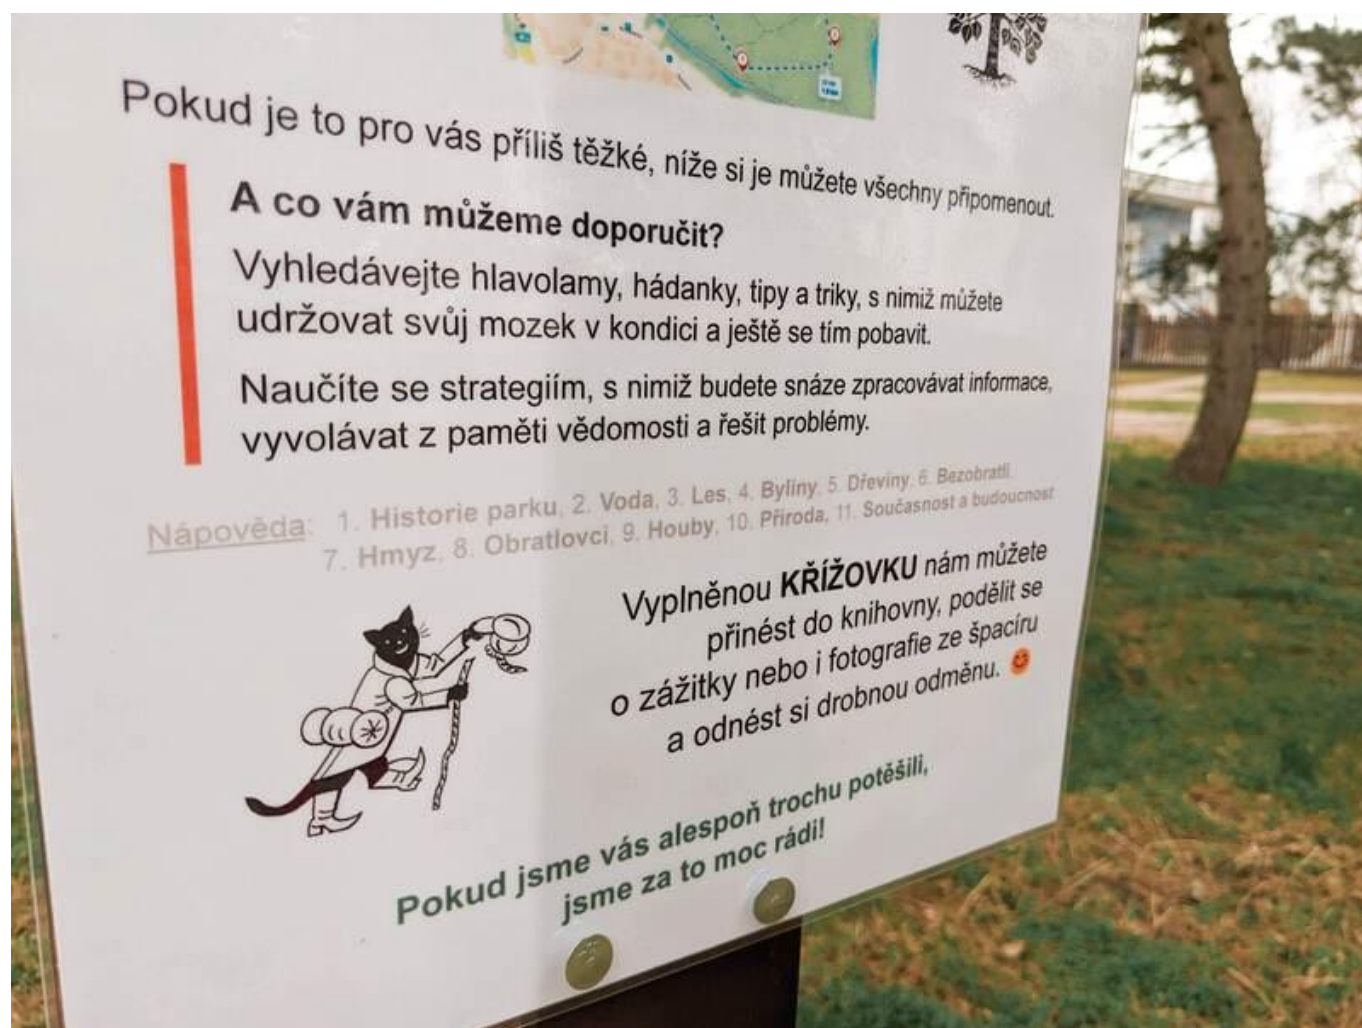 Pokud je to pro vás příliš těžké, níže si je můžete všechny připomenout.
A co vám můžeme doporučit?
Vyhledávejte hlavolamy, hádanky, tipy a triky, s nimiž můžete
udržovat svůj mozek v kondici a ještě se tím pobavit.
Naučíte se strategiím, s nimiž budete snáze zpracovávat informace,
vyvolávat z paměti vědomosti a řešit problémy.
Nápověda: 1. Historie parku, 2. Voda, 3. Les, 4. Byliny, 5. Dřeviny, 6. Bezobratlí,
7. Hmyz, 8. Obratlovci, 9. Houby, 10. Příroda, 11. Současnost a budoucnost
Vyplněnou KŘÍŽOVKU nám můžete
přinést do knihovny, podělit se
o zážitky nebo i fotografie ze špacíru
a odnést si drobnou odměnu.
Pokud jsme vás alespoň trochu potěšili,
jsme za to moc rádi!